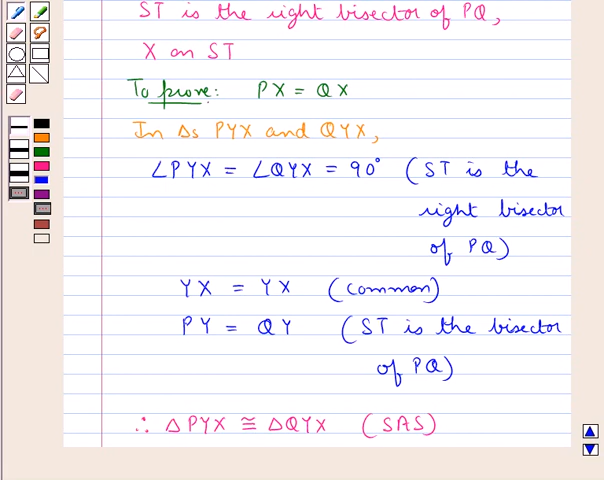 ST is the right bisector of PQ,
X on ST
To prove: PX = QX
In Δs PYX and QYX,
∠PYX = ∠QYX = 90° (ST is the
right bisector
of PQ)
YX = YX (common)
PY = QY (ST is the bisector
of PQ)
∴ ΔPYX ≅ ΔQYX (SAS)